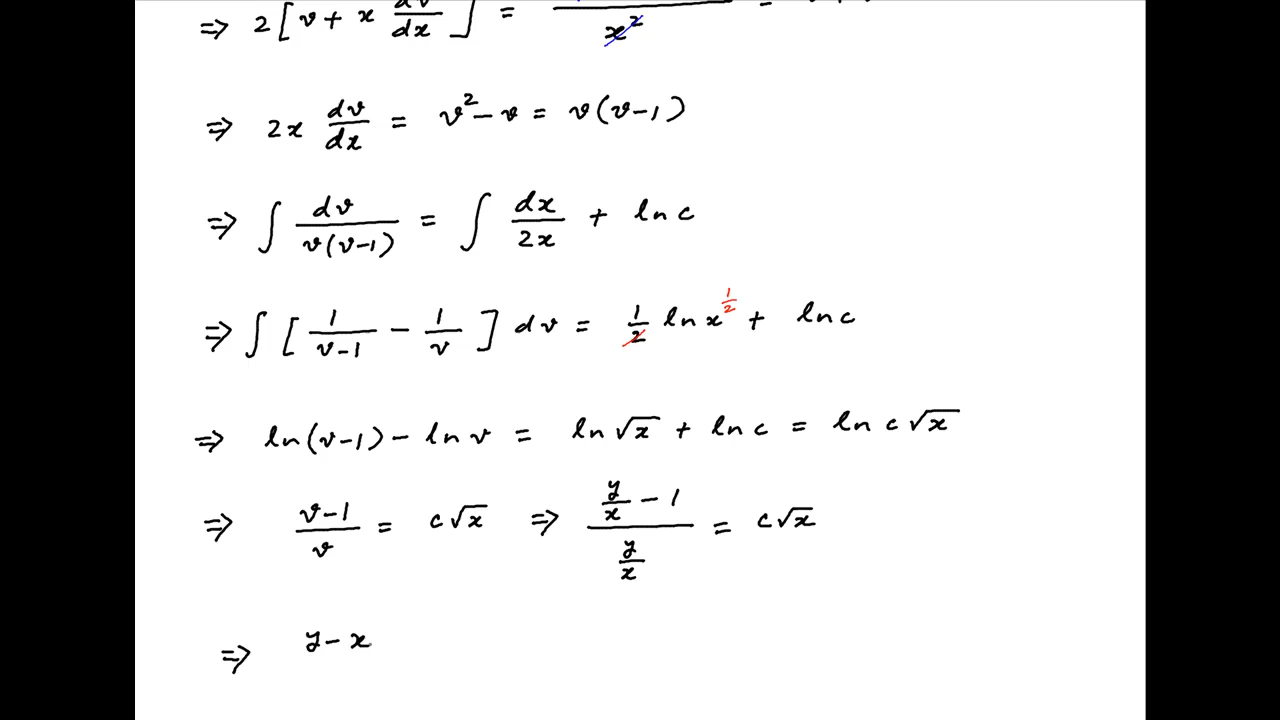 ⇒ 2[v + x dv/dx] = /x² =
⇒ 2x dv/dx = v² - v = v(v-1)
⇒ ∫ dv/v(v-1) = ∫ dx/2x + ln c
⇒ ∫ [1/v-1 - 1/v] dv = 1/2 ln x^1/2 + ln c
⇒ ln(v-1) - ln v = ln √x + ln c = ln c √x
⇒ v-1/v = c√x ⇒ y/x - 1 / y/x = c√x
⇒ y - x